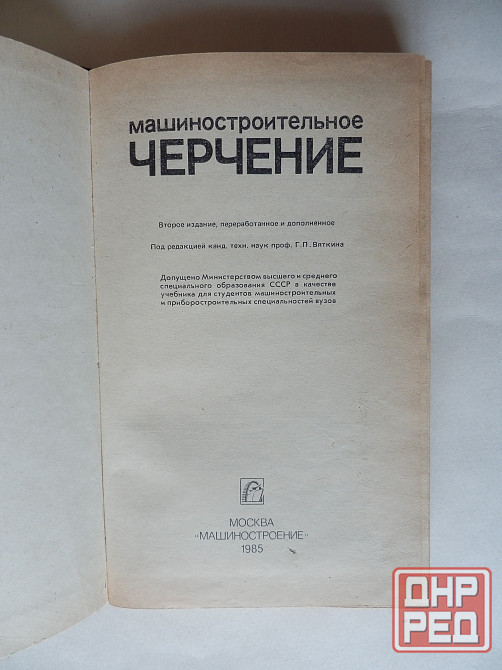 машиностроительное
ЧЕРЧЕНИЕ
Второе издание, переработанное и дополненное
Под редакцией канд. техн. наук проф. Г.П.Вяткина
Допущено Министерством высшего и среднего
специального образования СССР в качестве
учебника для студентов машиностроительных
и приборостроительных специальностей вузов
МОСКВА
«МАШИНОСТРОЕНИЕ»
1985
ДНР
РЕД